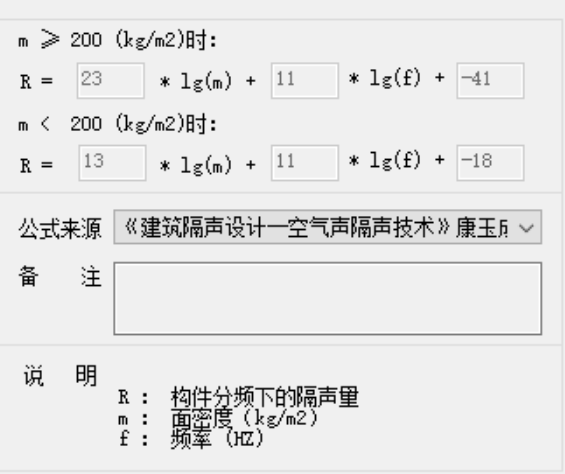 m ⩾ 200 (kg/m2)时:
R = 23 * lg(m) + 11 * lg(f) + -41
m < 200 (kg/m2)时:
R = 13 * lg(m) + 11 * lg(f) + -18
公式来源 《建筑隔声设计—空气声隔声技术》康玉
备 注
说 明
R : 构件分频下的隔声量
m : 面密度 (kg/m2)
f : 频率 (HZ)